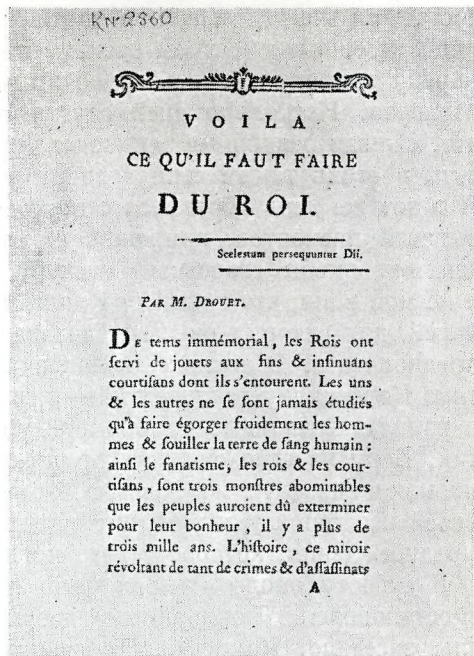 KN 2860
VOILA
CE QU'IL FAUT FAIRE
DU ROI.
Scelestum persequuntur Dii.
PAR M. DROUET.
DE tems immémorial, les Rois ont
ſervi de jouets aux fins & inſinuans
courtiſans dont ils s'entourent. Les uns
& les autres ne ſe ſont jamais étudiés
qu'à faire égorger froidement les hom-
mes & ſouiller la terre de ſang humain :
ainſi le fanatiſme, les rois & les cour-
tiſans, ſont trois monſtres abominables
que les peuples auroient dû exterminer
pour leur bonheur, il y a plus de
trois mille ans. L'hiſtoire, ce miroir
révoltant de tant de crimes & d'aſſaſſinats
A